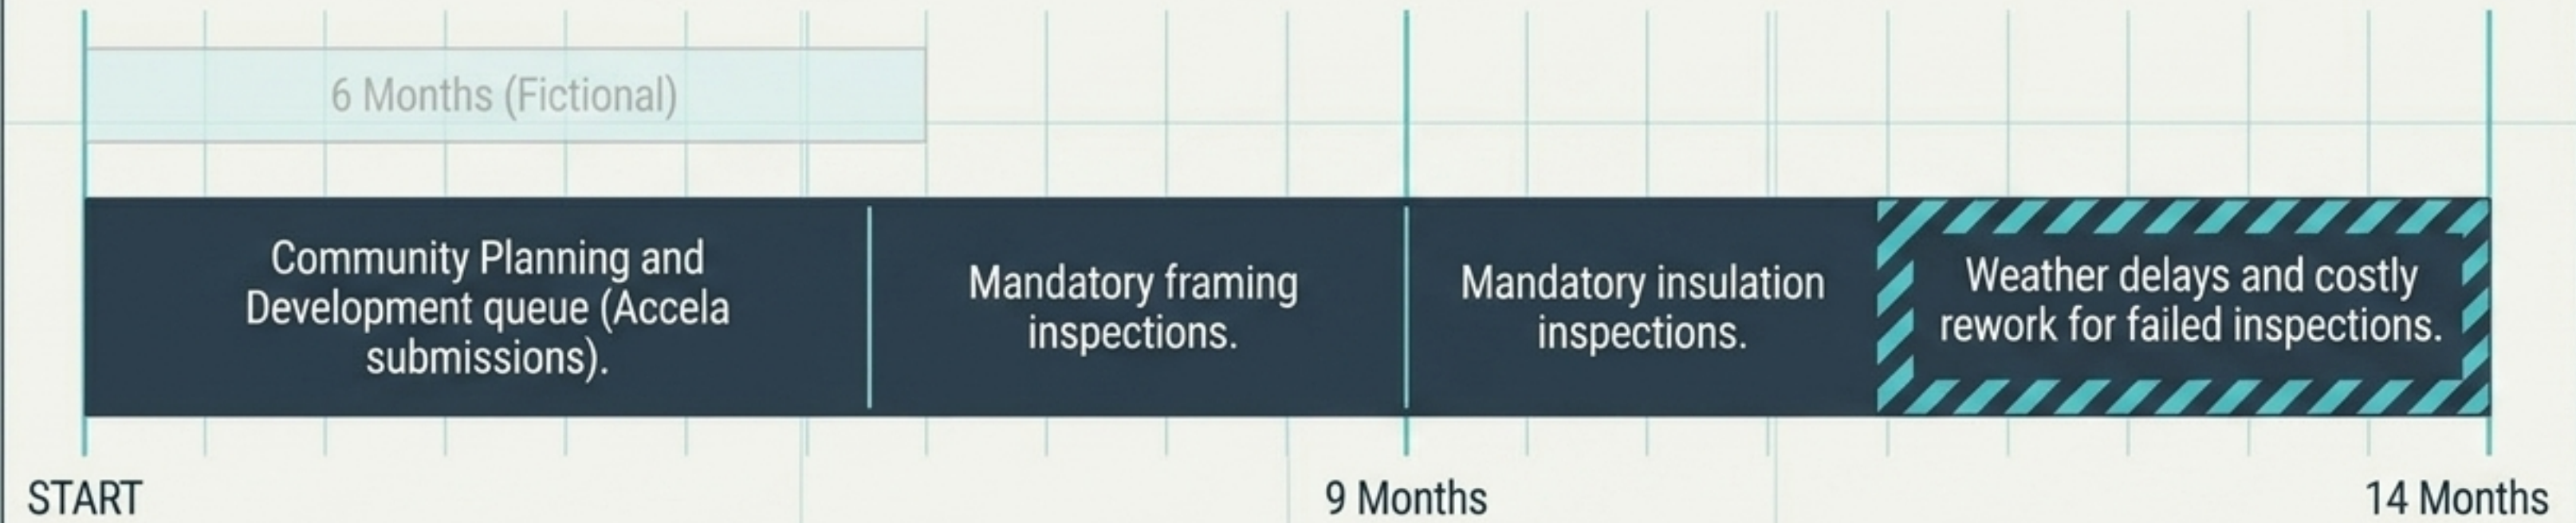 6 Months (Fictional)
Community Planning and
Development queue (Accela
submissions).
Mandatory framing
inspections.
Mandatory insulation
inspections.
Weather delays and costly
rework for failed inspections.
START
9 Months
14 Months